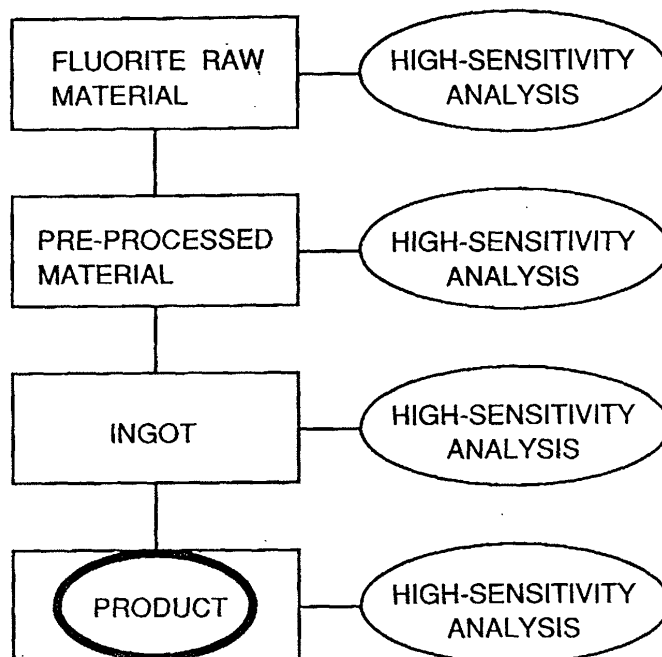 FLUORITE RAW
MATERIAL
HIGH-SENSITIVITY
ANALYSIS
PRE-PROCESSED
MATERIAL
HIGH-SENSITIVITY
ANALYSIS
INGOT
HIGH-SENSITIVITY
ANALYSIS
PRODUCT
HIGH-SENSITIVITY
ANALYSIS